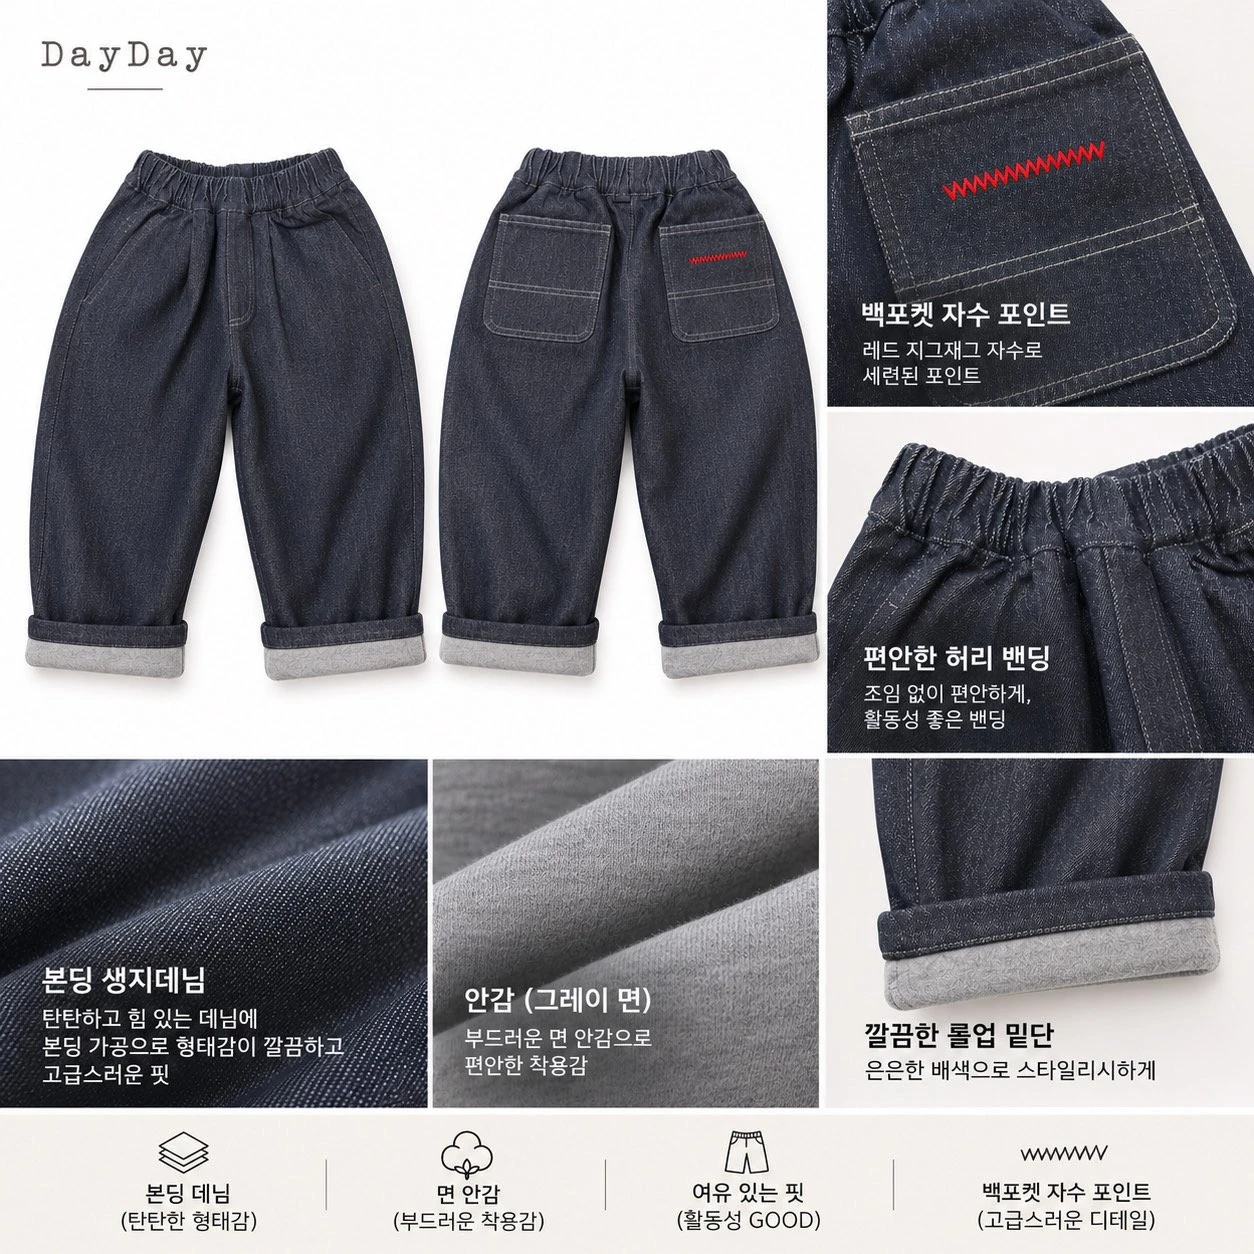 DayDay
백포켓 자수 포인트
레드 지그재그 자수로
세련된 포인트
편안한 허리 밴딩
조임 없이 편안하게,
활동성 좋은 밴딩
본딩 생지데님
탄탄하고 힘 있는 데님에
본딩 가공으로 형태감이 깔끔하고
고급스러운 핏
안감 (그레이 면)
부드러운 면 안감으로
편안한 착용감
깔끔한 롤업 밑단
은은한 배색으로 스타일리시하게
본딩 데님
(탄탄한 형태감)
면 안감
(부드러운 착용감)
여유 있는 핏
(활동성 GOOD)
백포켓 자수 포인트
(고급스러운 디테일)